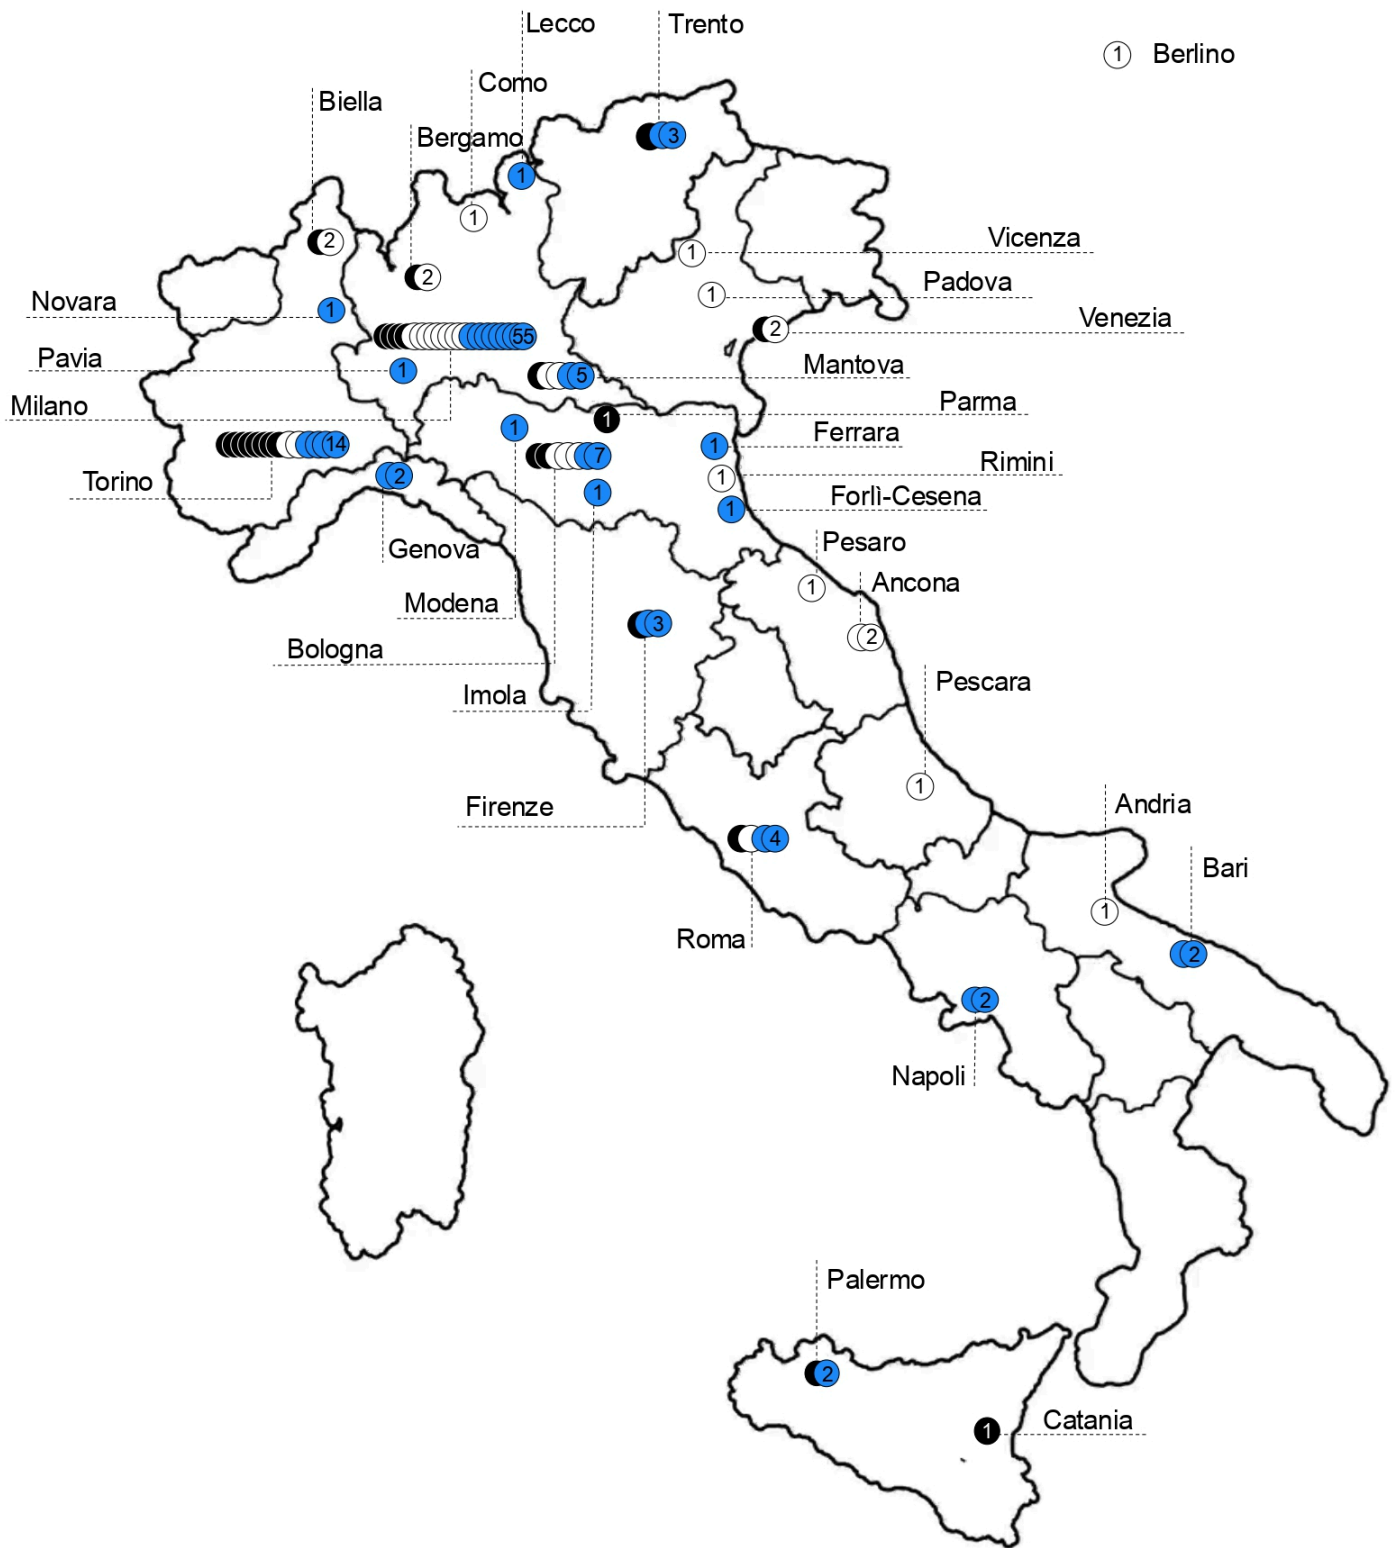 Lecco
Trento
1 Berlino
Como
Biella
Bergamo
3
1
1
2
Vicenza
1
2
Padova
1
Novara
1
Venezia
2
55
Pavia
1
Mantova
5
Milano
Parma
1
Ferrara
1
1
14
7
Rimini
1
Torino
2
1
Forlì-Cesena
1
Genova
Pesaro
1
Ancona
2
Modena
3
Bologna
Imola
Pescara
1
Firenze
Andria
4
Bari
1
Roma
2
2
Napoli
Palermo
2
Catania
1